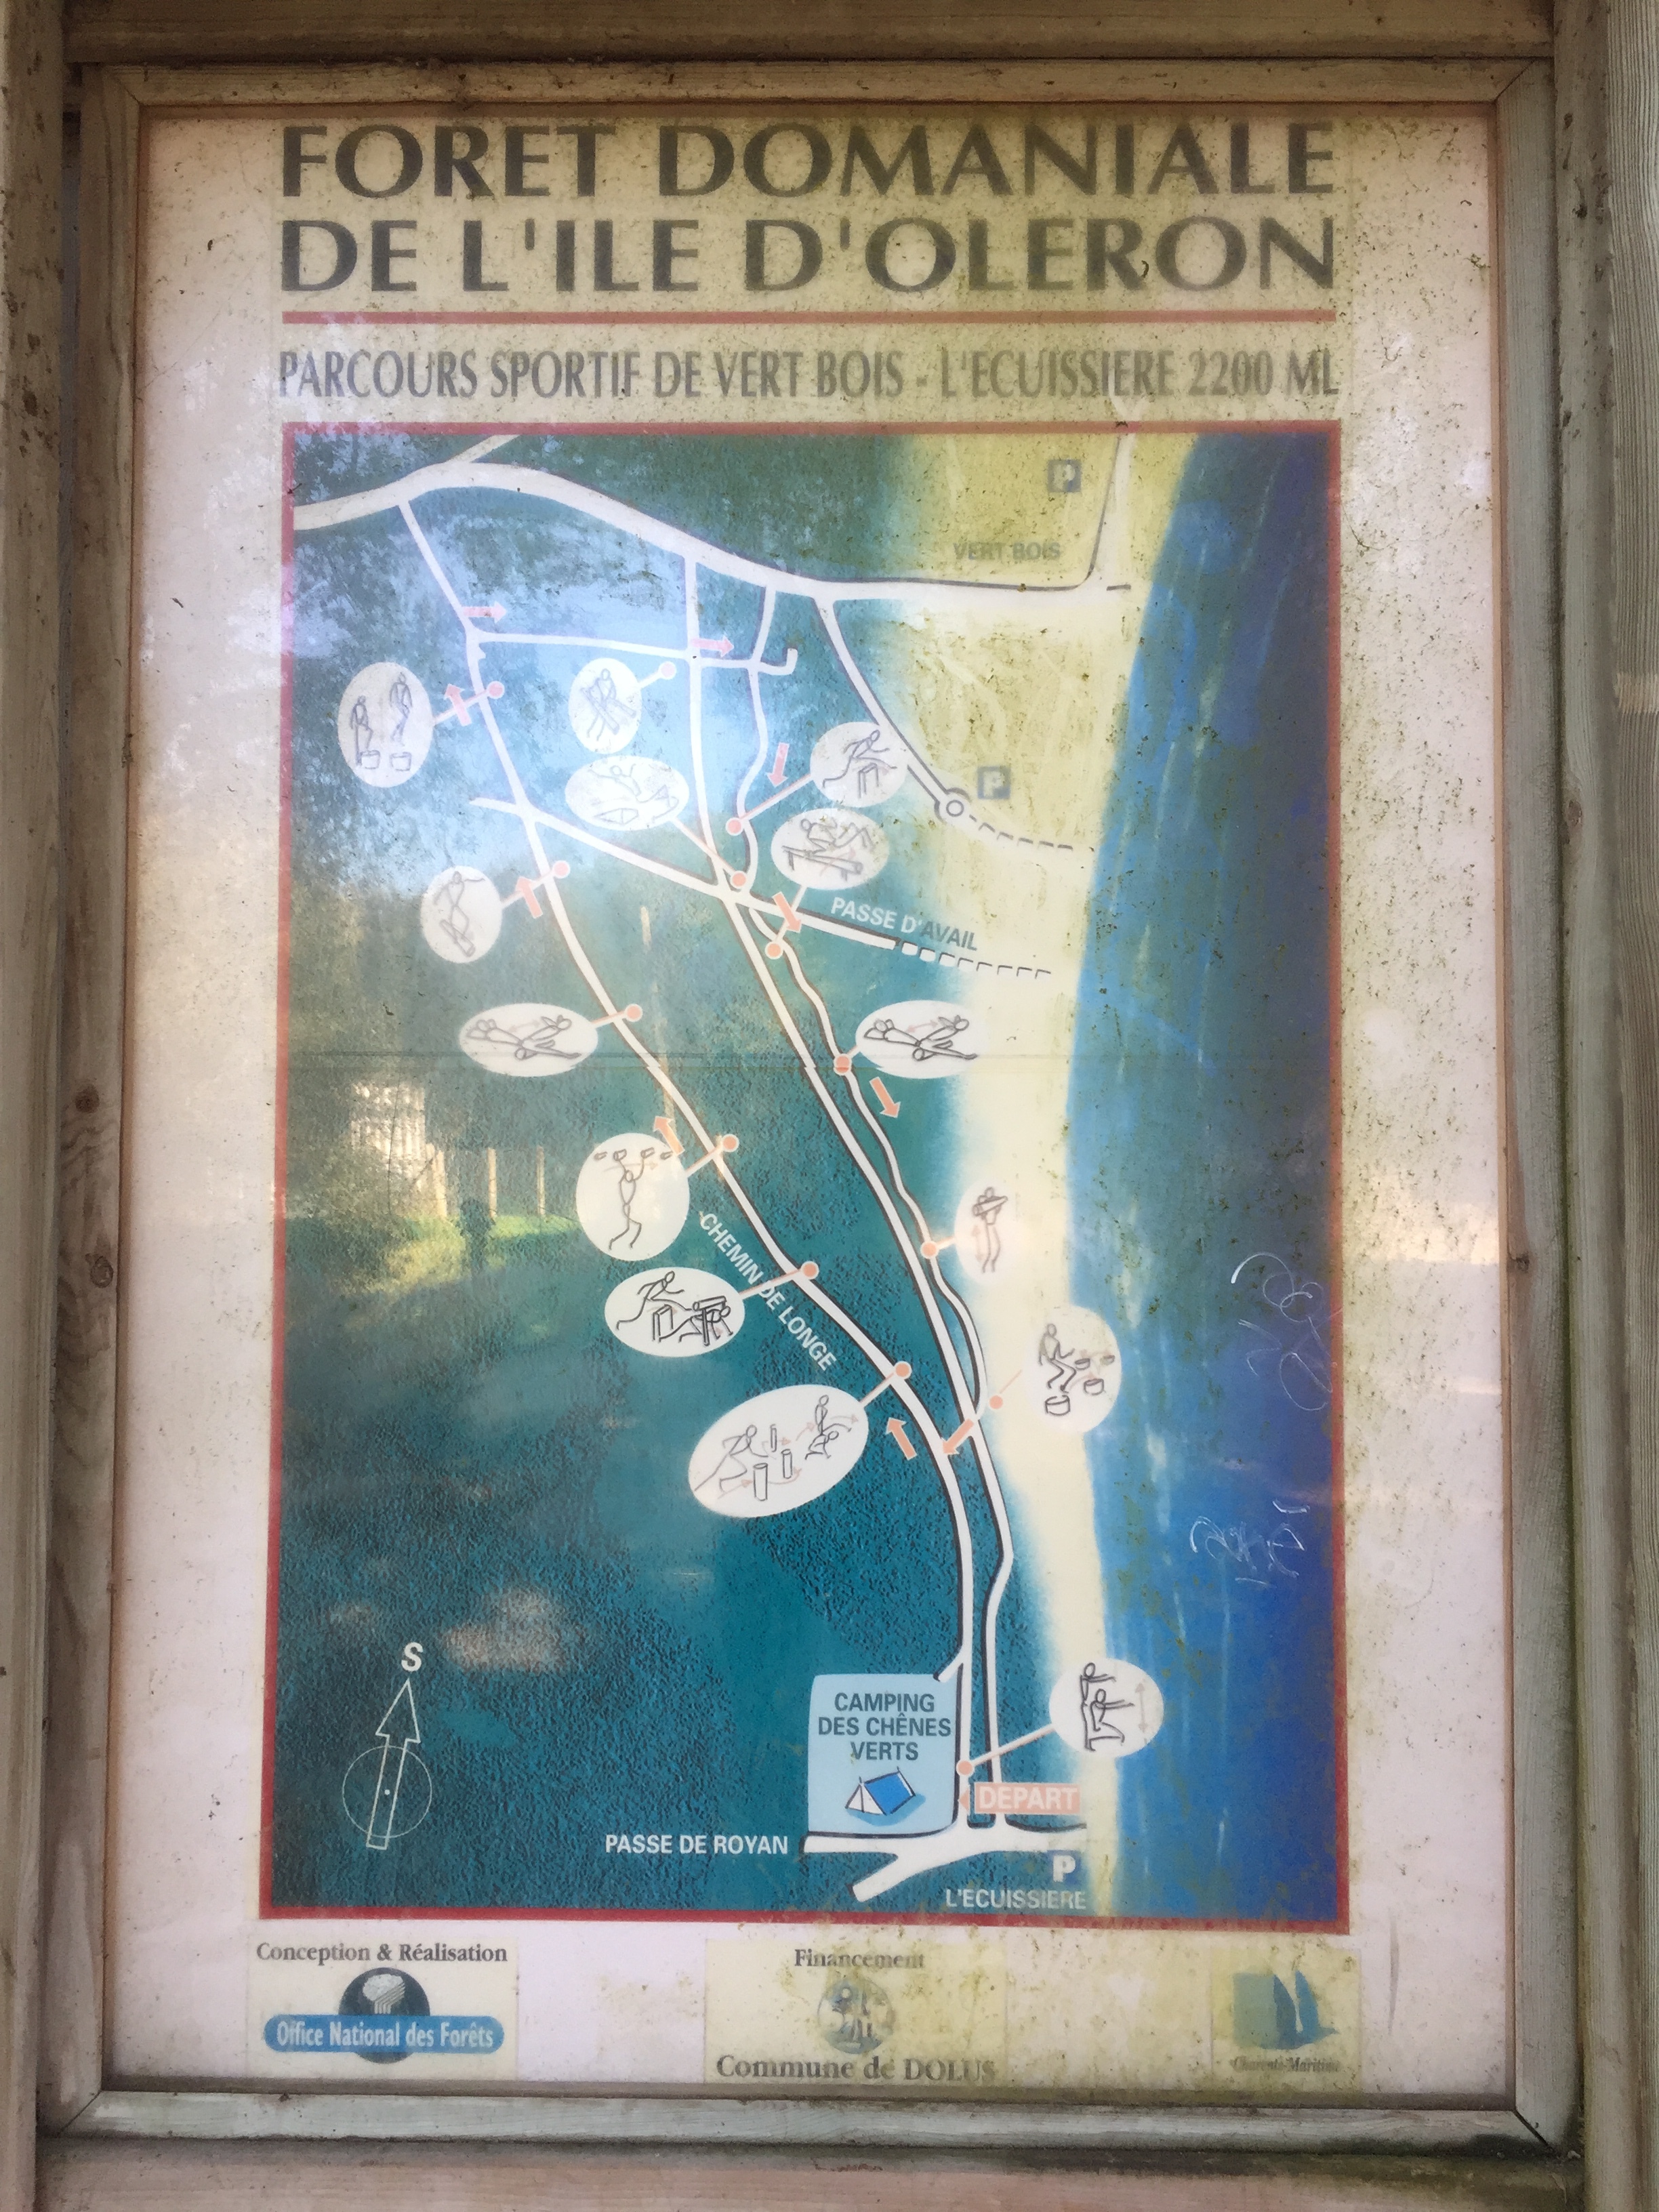 FORET DOMANIALE
DE L'ILE D'OLERON
PARCOURS SPORTIF DE VERT BOIS - L'ECUISSIERE 2200 ML
P
VERT BOIS
P
PASSE D'AVAIL
CHEMIN DE LONGE
S
CAMPING
DES CHÊNES
VERTS
DEPART
PASSE DE ROYAN
P
L'ECUISSIERE
Conception & Réalisation
Office National des Forêts
Financement
Commune de DOLUS
Charente-Maritime